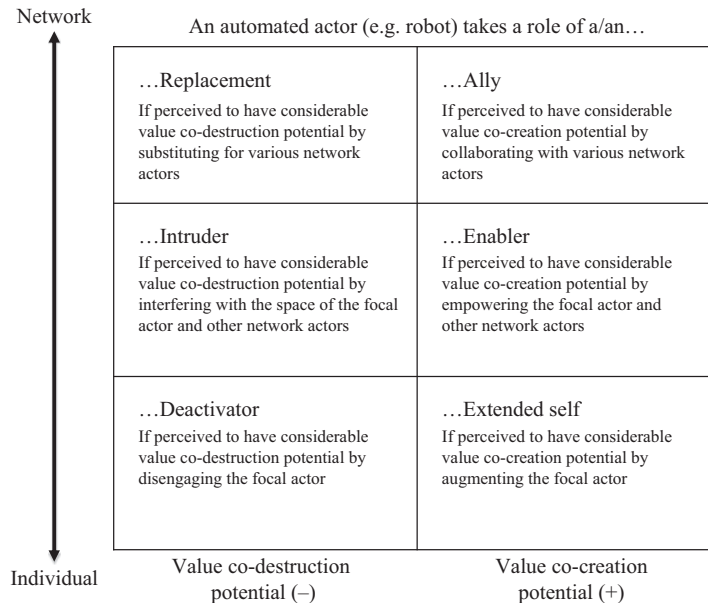 Network
An automated actor (e.g. robot) takes a role of a/an…
…Replacement
If perceived to have considerable
value co-destruction potential by
substituting for various network
actors
…Ally
If perceived to have considerable
value co-creation potential by
collaborating with various network
actors
…Intruder
If perceived to have considerable
value co-destruction potential by
interfering with the space of the focal
actor and other network actors
…Enabler
If perceived to have considerable
value co-creation potential by
empowering the focal actor and
other network actors
…Deactivator
If perceived to have considerable
value co-destruction potential by
disengaging the focal actor
…Extended self
If perceived to have considerable
value co-creation potential by
augmenting the focal actor
Individual
Value co-destruction
potential (–)
Value co-creation
potential (+)